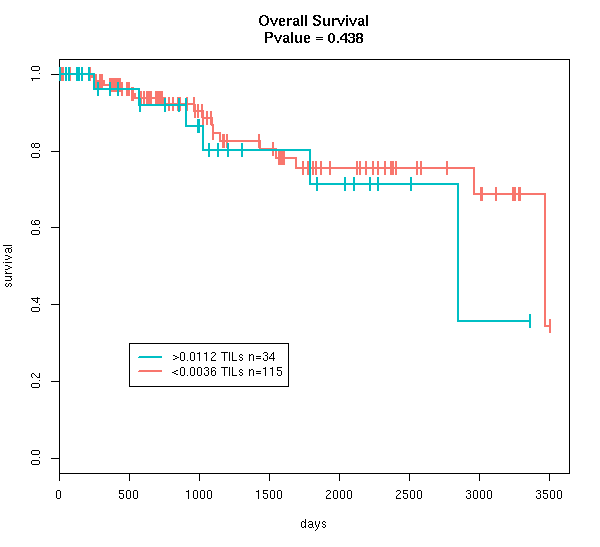 Overall Survival
Pvalue = 0.438
survival
1.0
0.8
0.6
0.4
0.2
0.0
>0.0112 TILs n=34
<0.0036 TILs n=115
0 500 1000 1500 2000 2500 3000 3500
days